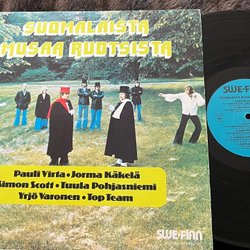 SUOMALAISTA
MUSAA RUOTSISTA
Pauli Virta • Jorma Käkelä
Simon Scott • Tuula Pohjasniemi
Yrjö Varonen • Top Team
SWE-FINN
SWE-FINN